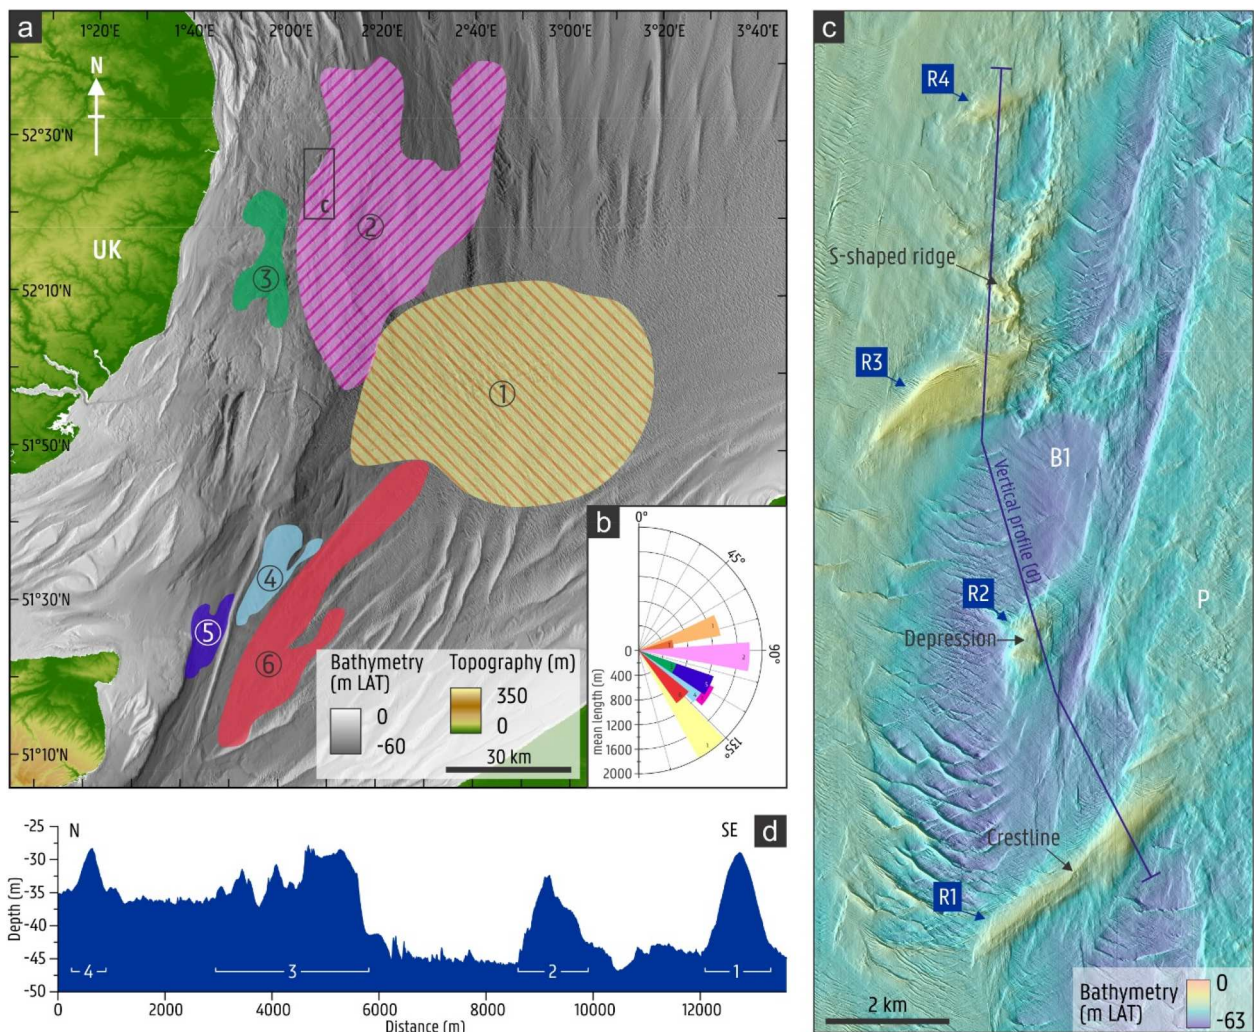 a
1°20'E 1°40'E 2°00'E 2°20'E 2°40'E 3°00'E 3°20'E 3°40'E
N
52°30'N
52°10'N
51°50'N
51°30'N
51°10'N
UK
C
1
2
3
4
5
6
Bathymetry
(m LAT)
0
-60
Topography (m)
350
0
30 km
b
0°
45°
90°
135°
0
400
800
1200
1600
2000
mean length (m)
c
R4
S-shaped ridge
R3
B1
Vertical profile (d)
R2
Depression
P
Crestline
R1
2 km
Bathymetry
(m LAT)
0
-63
d
N
SE
-25
-30
-35
-40
-45
-50
Depth (m)
4
3
2
1
0 2000 4000 6000 8000 10000 12000
Distance (m)